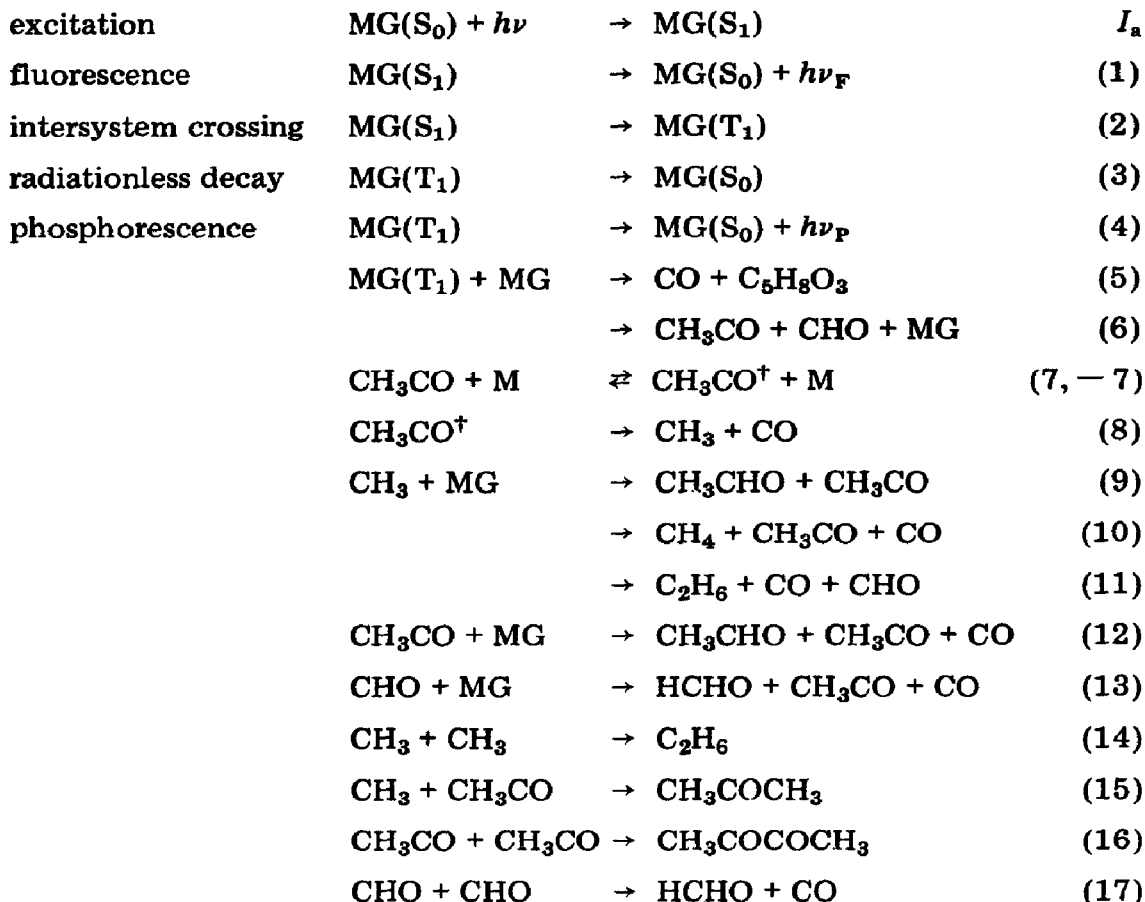 excitation MG(S₀) + hν → MG(S₁) Iₐ
fluorescence MG(S₁) → MG(S₀) + hν_F (1)
intersystem crossing MG(S₁) → MG(T₁) (2)
radiationless decay MG(T₁) → MG(S₀) (3)
phosphorescence MG(T₁) → MG(S₀) + hν_P (4)
MG(T₁) + MG → CO + C₅H₈O₃ (5)
→ CH₃CO + CHO + MG (6)
CH₃CO + M ⇄ CH₃CO† + M (7, — 7)
CH₃CO† → CH₃ + CO (8)
CH₃ + MG → CH₃CHO + CH₃CO (9)
→ CH₄ + CH₃CO + CO (10)
→ C₂H₆ + CO + CHO (11)
CH₃CO + MG → CH₃CHO + CH₃CO + CO (12)
CHO + MG → HCHO + CH₃CO + CO (13)
CH₃ + CH₃ → C₂H₆ (14)
CH₃ + CH₃CO → CH₃COCH₃ (15)
CH₃CO + CH₃CO → CH₃COCOCH₃ (16)
CHO + CHO → HCHO + CO (17)